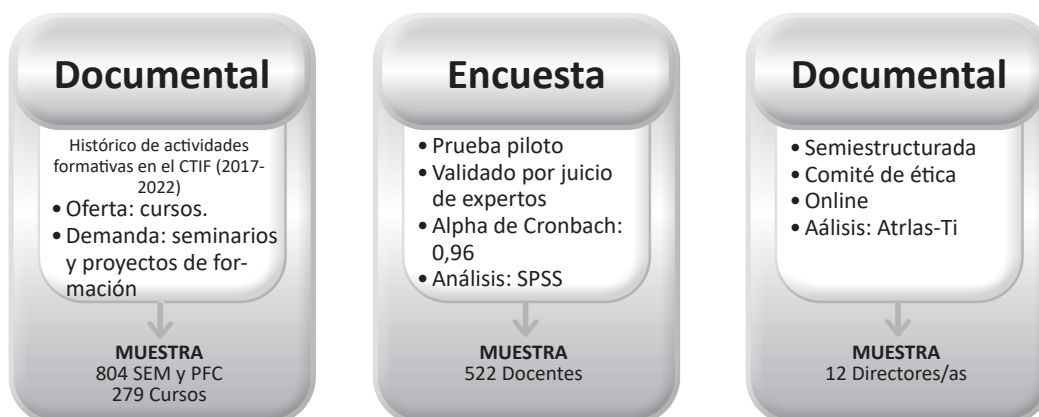 Documental
Histórico de actividades
formativas en el CTIF (2017-
2022)
• Oferta: cursos.
• Demanda: seminarios
y proyectos de for-
mación
MUESTRA
804 SEM y PFC
279 Cursos
Encuesta
• Prueba piloto
• Validado por juicio
de expertos
• Alpha de Cronbach:
0,96
• Análisis: SPSS
MUESTRA
522 Docentes
Documental
• Semiestructurada
• Comité de ética
• Online
• Aálisis: Atrlas-Ti
MUESTRA
12 Directores/as